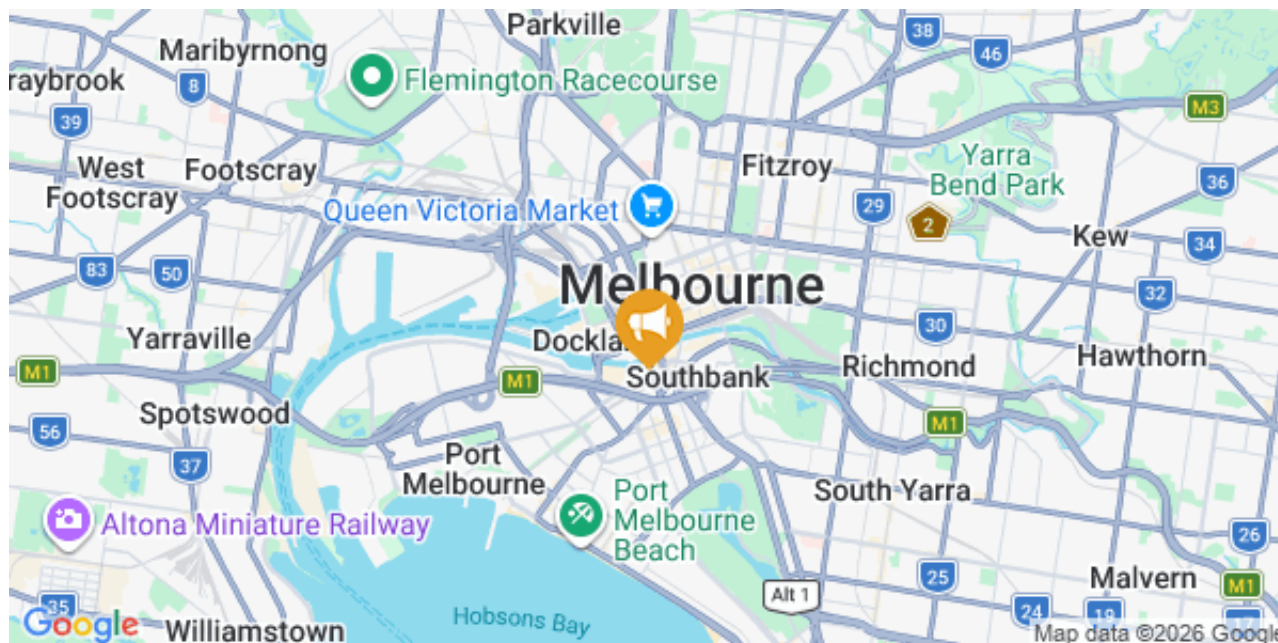 Parkville
38
Maribyrnong
46
Flemington Racecourse
raybrook
8
M3
39
West
Footscray
Footscray
Fitzroy
Yarra
Bend Park
36
Queen Victoria Market
29
2
Kew
34
83
50
Melbourne
32
30
Yarraville
Dockla
Richmond
Hawthorn
M1
M1
Southbank
Spotswood
M1
56
37
Port
Melbourne
South Yarra
Port
Melbourne
Beach
Altona Miniature Railway
26
25
Malvern
M1
Alt 1
35
Google
Williamstown
Hobsons Bay
24
19
Map data ©2026 Google